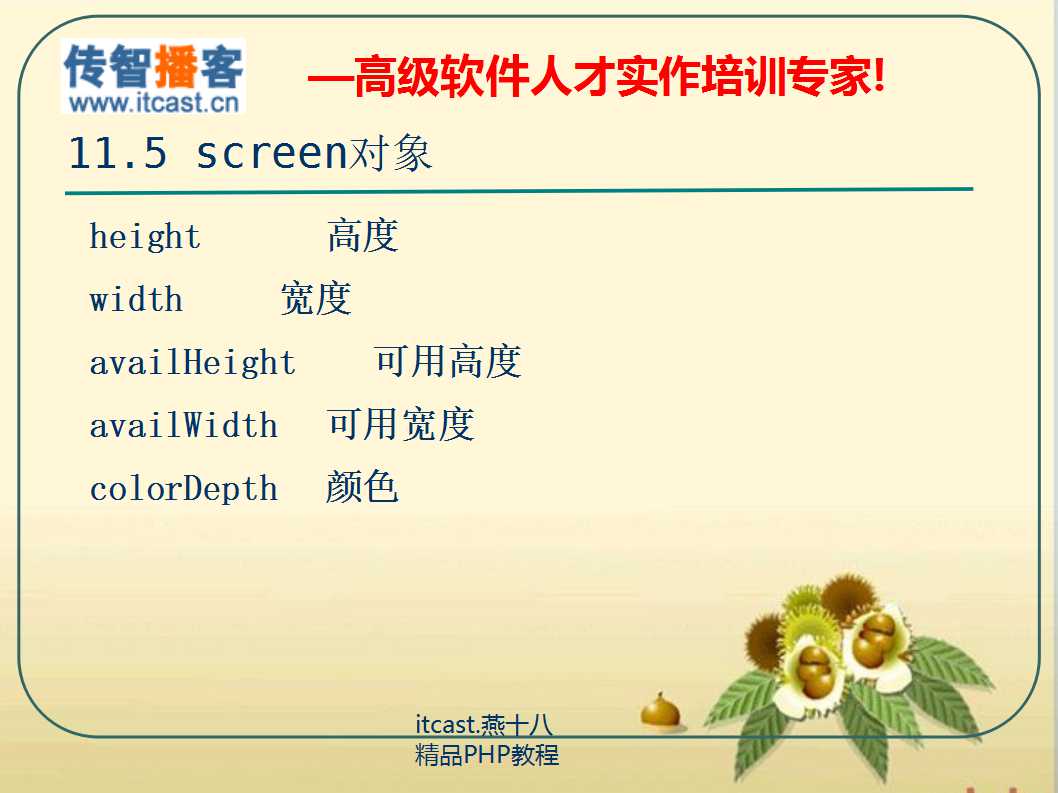 传智播客
www.itcast.cn
—高级软件人才实作培训专家!
11.5 screen对象
height 高度
width 宽度
availHeight 可用高度
availWidth 可用宽度
colorDepth 颜色
itcast.燕十八
精品PHP教程